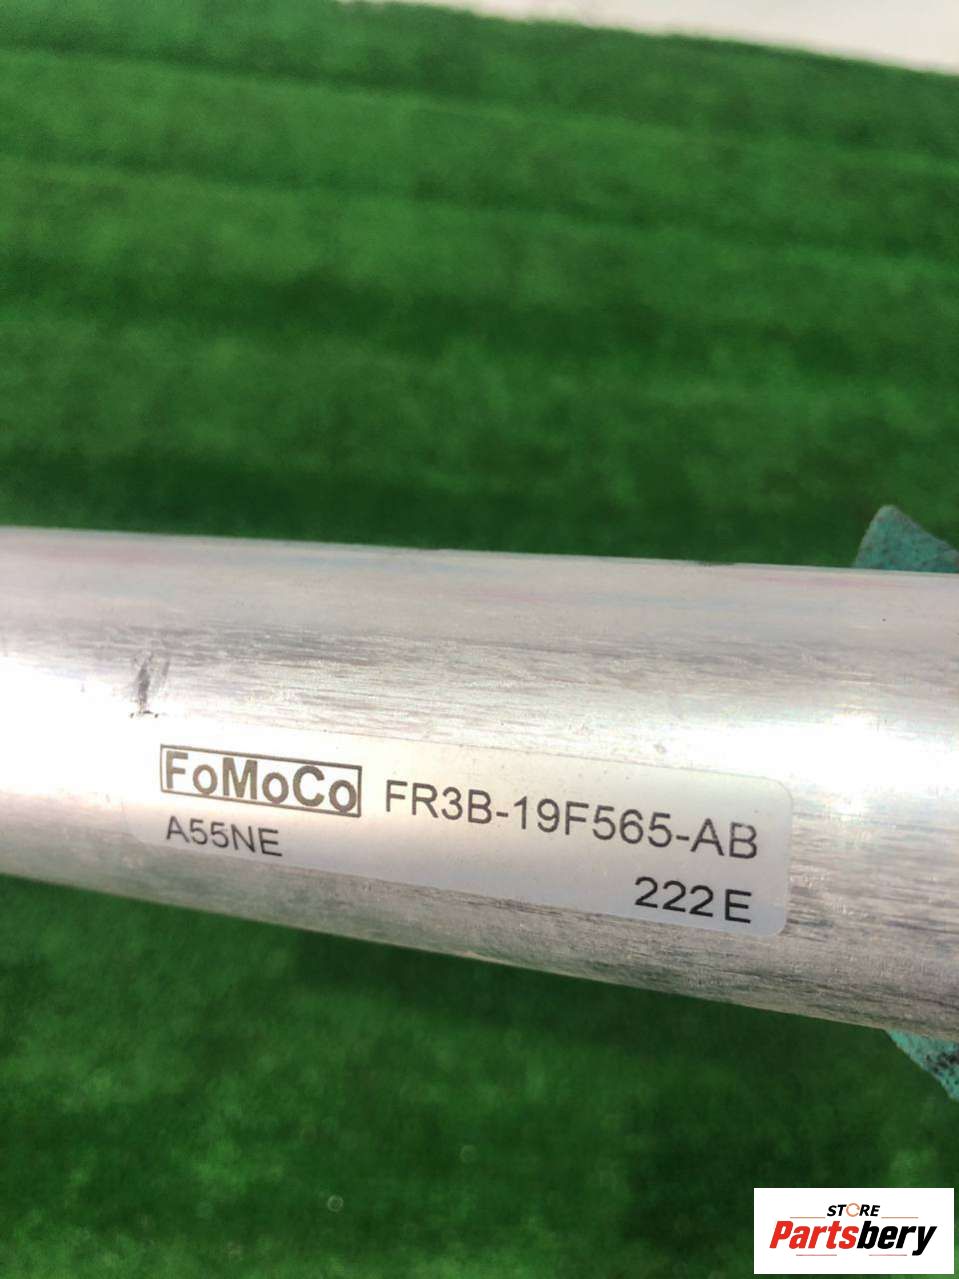 FoMoCo FR3B-19F565-AB
A55NE
222E
STORE
Partsbery